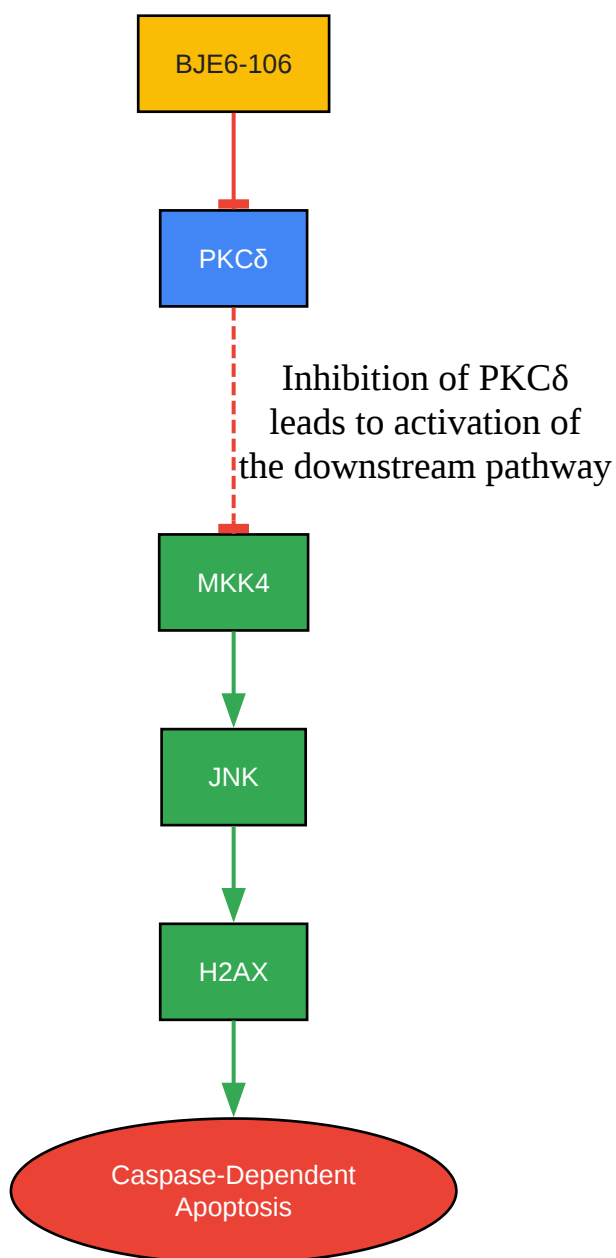 BJE6-106
PKCδ
Inhibition of PKCδ
leads to activation of
the downstream pathway
MKK4
JNK
H2AX
Caspase-Dependent
Apoptosis